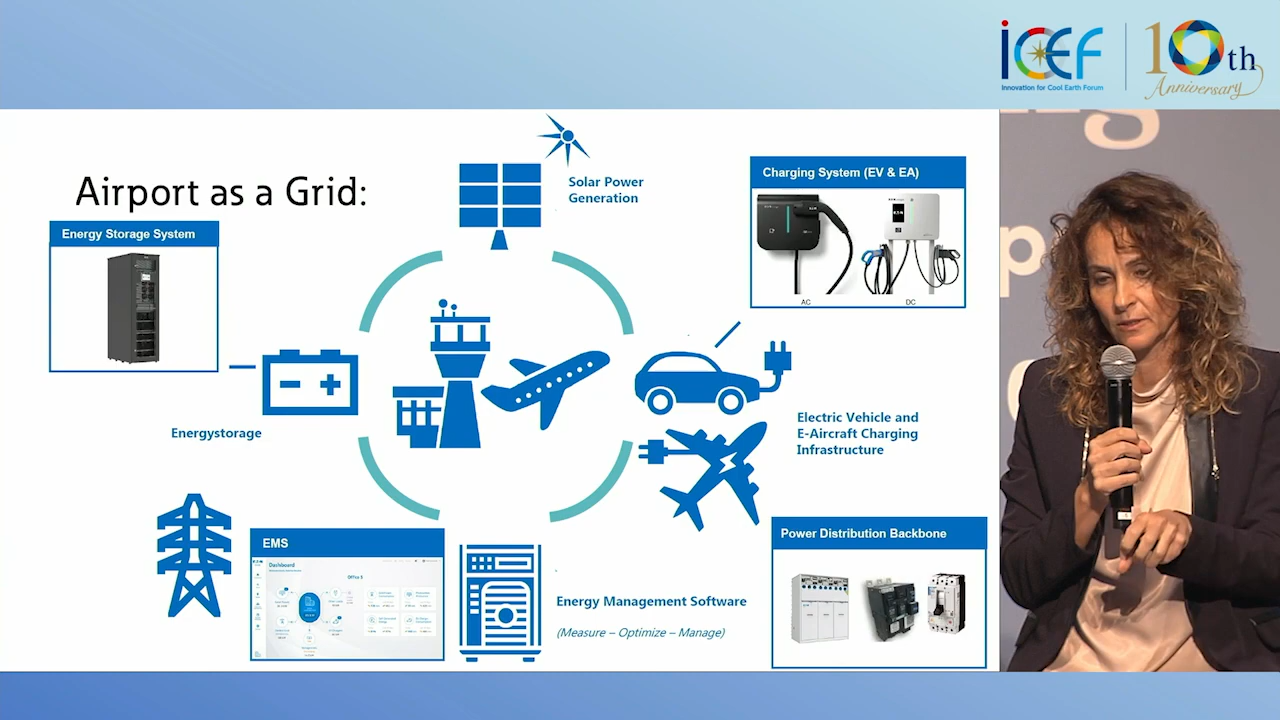 iCEF
Innovation for Cool Earth Forum
10th
Anniversary
Airport as a Grid:
Solar Power
Generation
Charging System (EV & EA)
AC
DC
Energy Storage System
Energystorage
Electric Vehicle and
E-Aircraft Charging
Infrastructure
EMS
Dashboard
Office 3
Energy Management Software
(Measure – Optimize – Manage)
Power Distribution Backbone